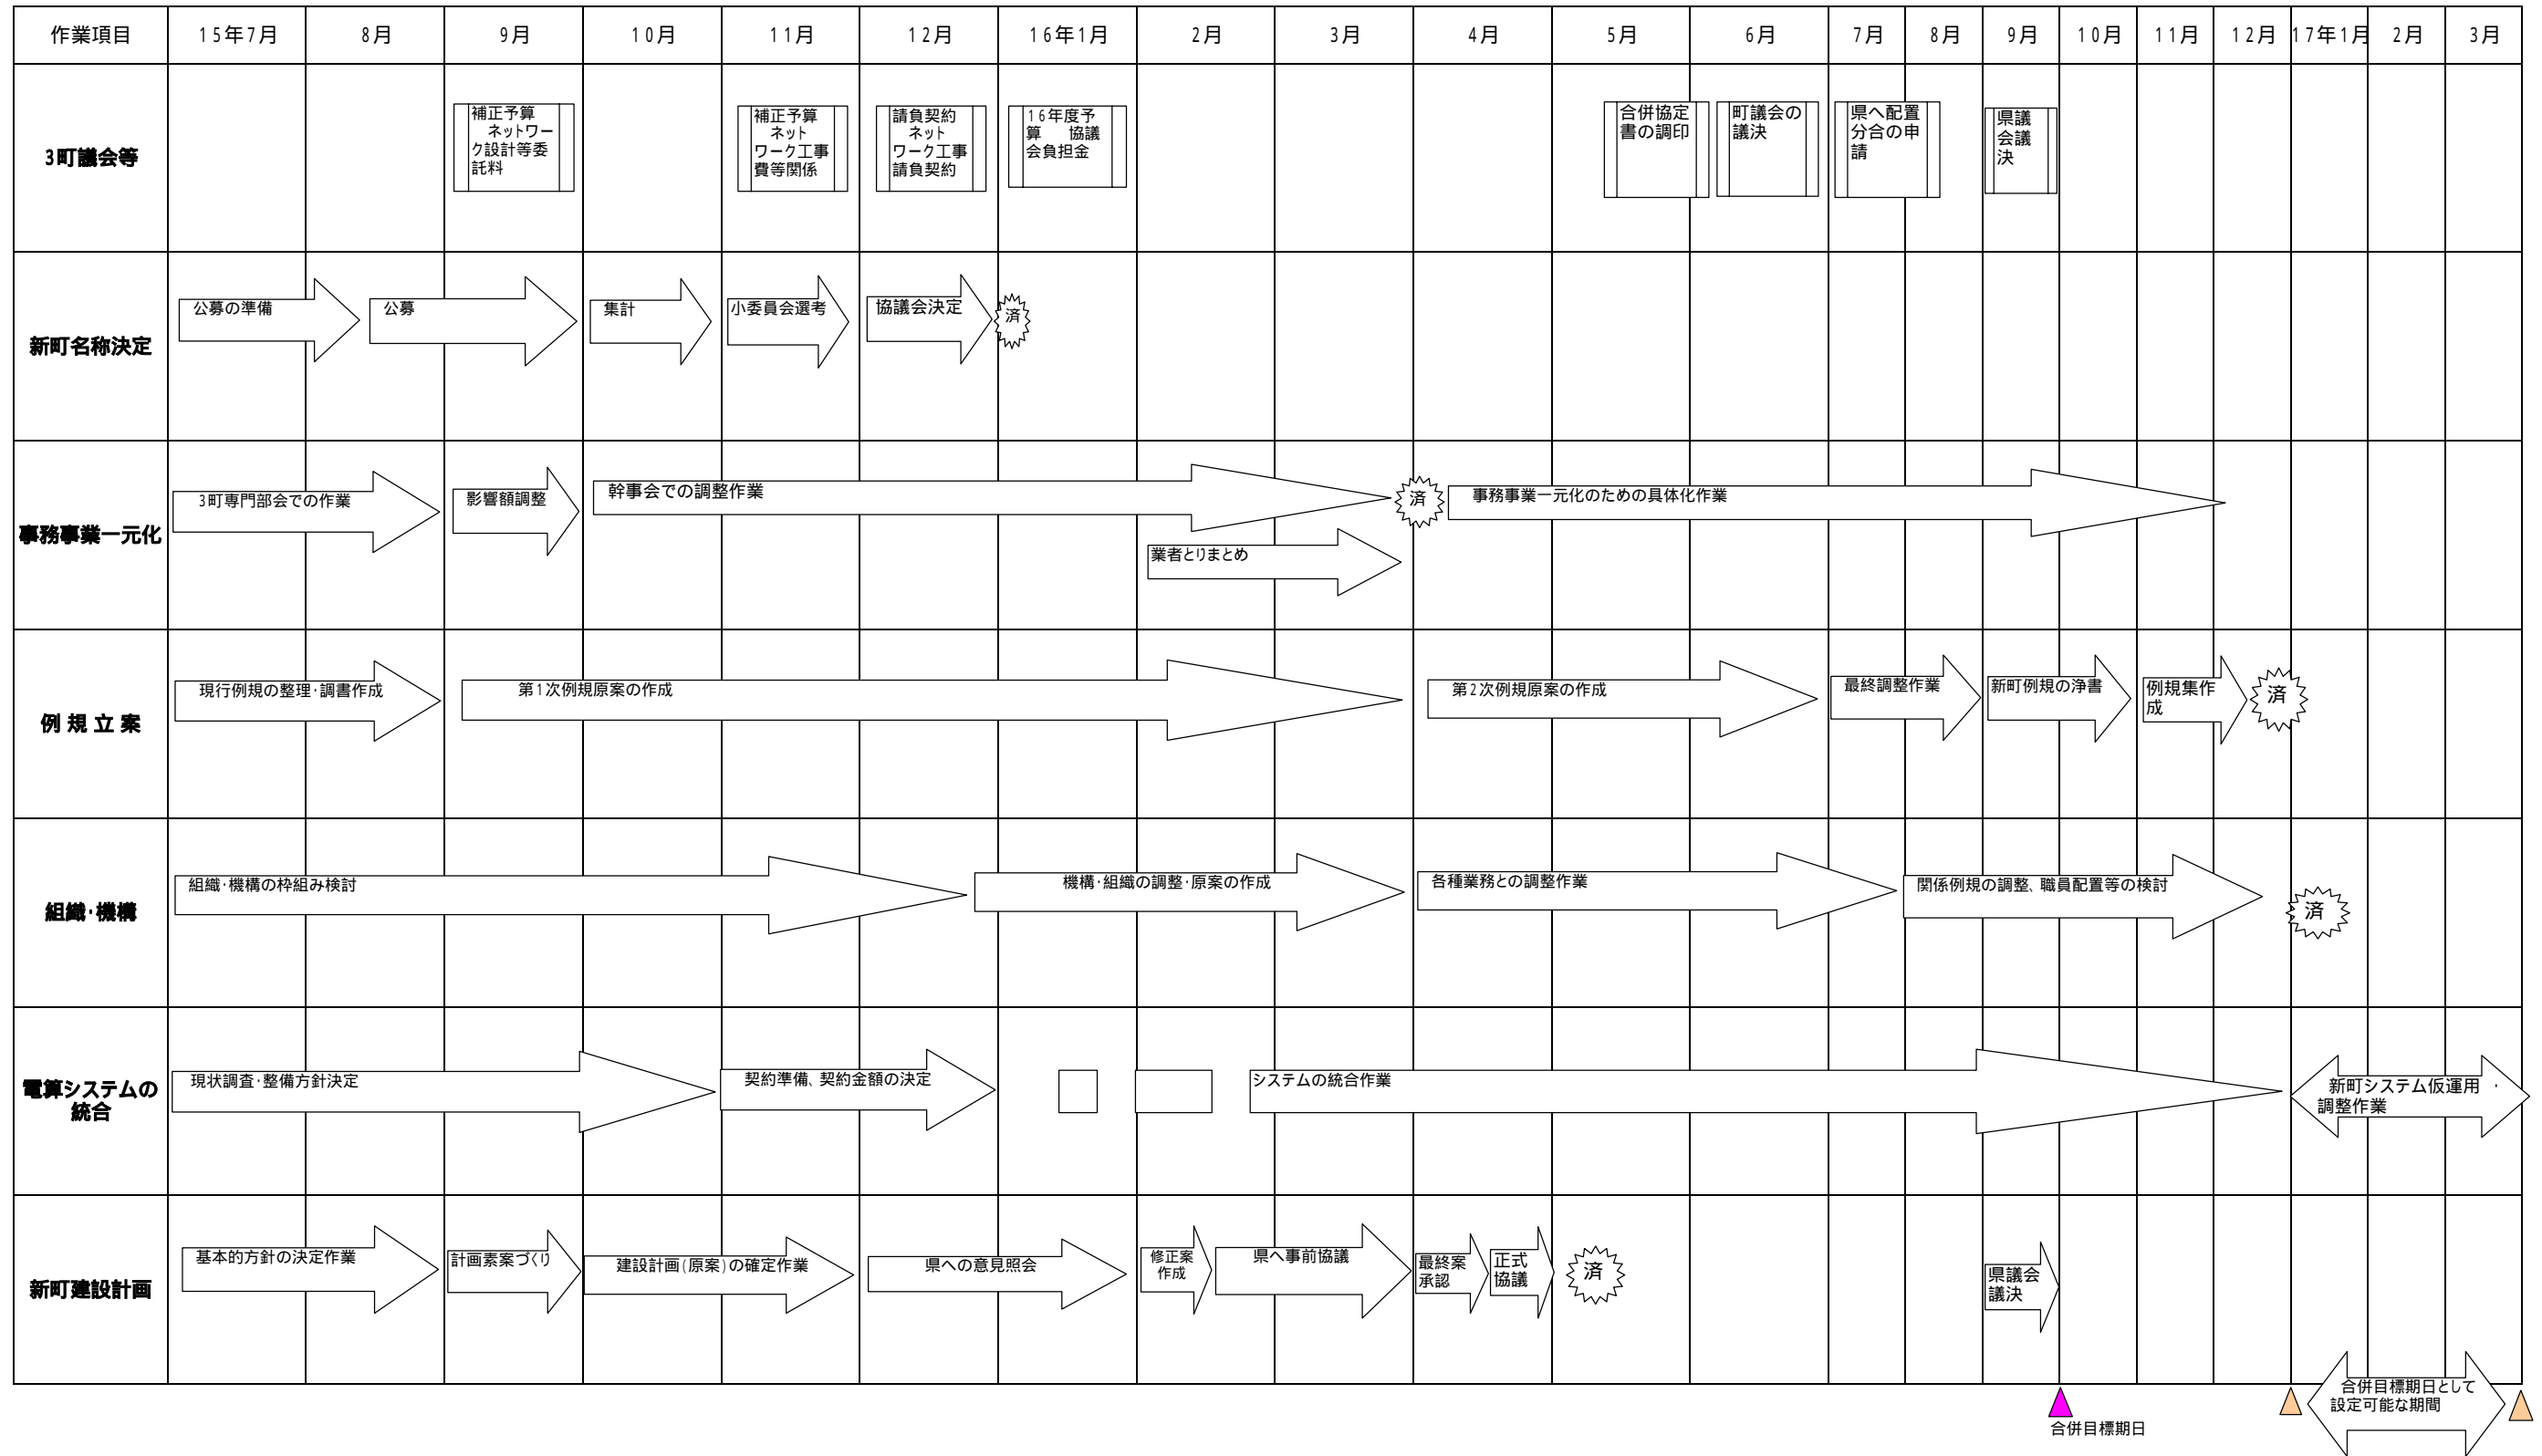 作業項目
15年7月
8月
9月
10月
11月
12月
16年1月
2月
3月
4月
5月
6月
7月
8月
9月
10月
11月
12月
17年1月
2月
3月
3町議会等
補正予算
ネットワー
ク設計等委
託料
補正予算
ネット
ワーク工事
費等関係
請負契約
ネット
ワーク工事
請負契約
16年度予
算 協議
会負担金
合併協定
書の調印
町議会の
議決
県へ配置
分合の申
請
県議
会議
決
新町名称決定
公募の準備
公募
集計
小委員会選考
協議会決定
済
事務事業一元化
3町専門部会での作業
影響額調整
幹事会での調整作業
済
事務事業一元化のための具体化作業
業者とりまとめ
例規立案
現行例規の整理・調書作成
第1次例規原案の作成
第2次例規原案の作成
最終調整作業
新町例規の浄書
例規集作
成
済
組織・機構
組織・機構の枠組み検討
機構・組織の調整・原案の作成
各種業務との調整作業
関係例規の調整、職員配置等の検討
済
電算システムの
統合
現状調査・整備方針決定
契約準備、契約金額の決定
システムの統合作業
新町システム仮運用・
調整作業
新町建設計画
基本的方針の決定作業
計画素案づくり
建設計画(原案)の確定作業
県への意見照会
修正案
作成
県へ事前協議
最終案
承認
正式
協議
済
県議会
議決
合併目標期日
合併目標期日として
設定可能な期間